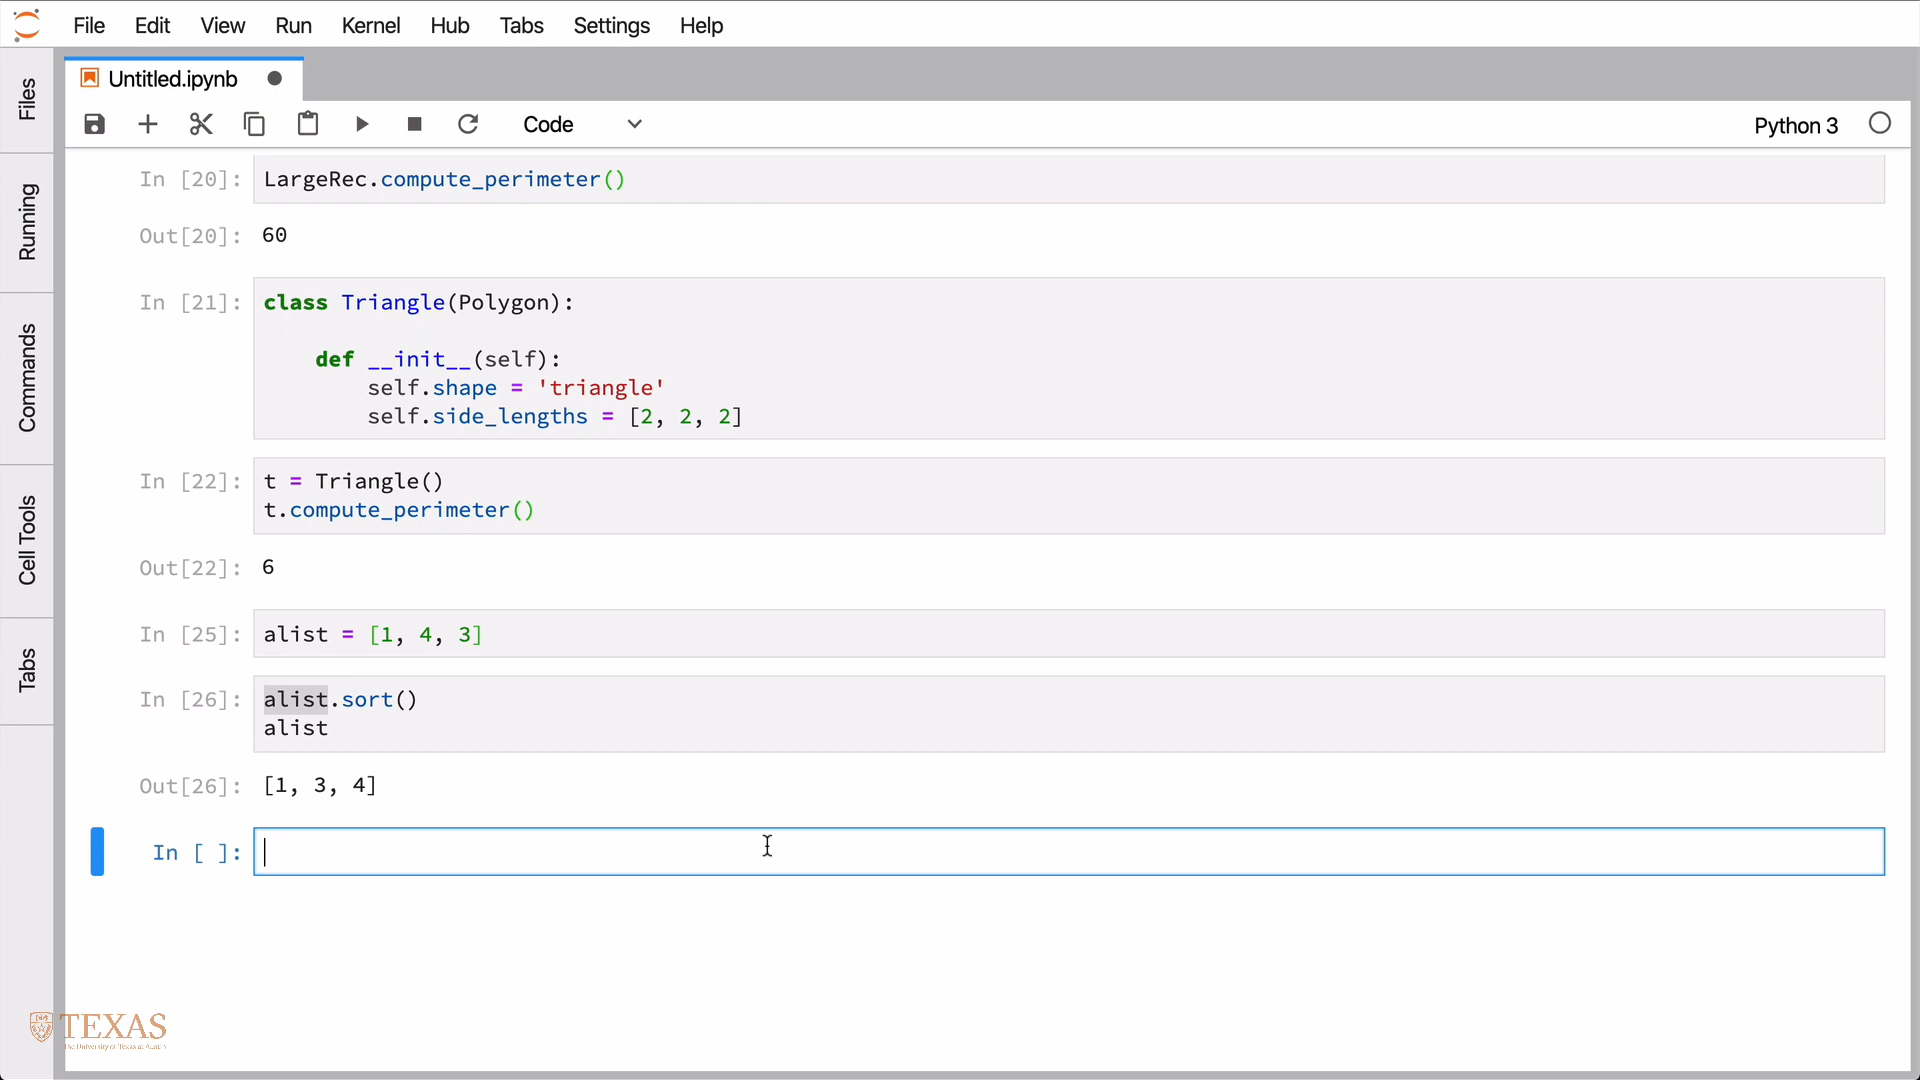 File Edit View Run Kernel Hub Tabs Settings Help
Untitled.ipynb
Code
Python 3
Files
Running
Commands
Cell Tools
Tabs
In [20]: LargeRec.compute_perimeter()
Out[20]: 60
In [21]: class Triangle(Polygon):
def __init__(self):
self.shape = 'triangle'
self.side_lengths = [2, 2, 2]
In [22]: t = Triangle()
t.compute_perimeter()
Out[22]: 6
In [25]: alist = [1, 4, 3]
In [26]: alist.sort()
alist
Out[26]: [1, 3, 4]
In [ ]:
TEXAS
The University of Texas at Austin